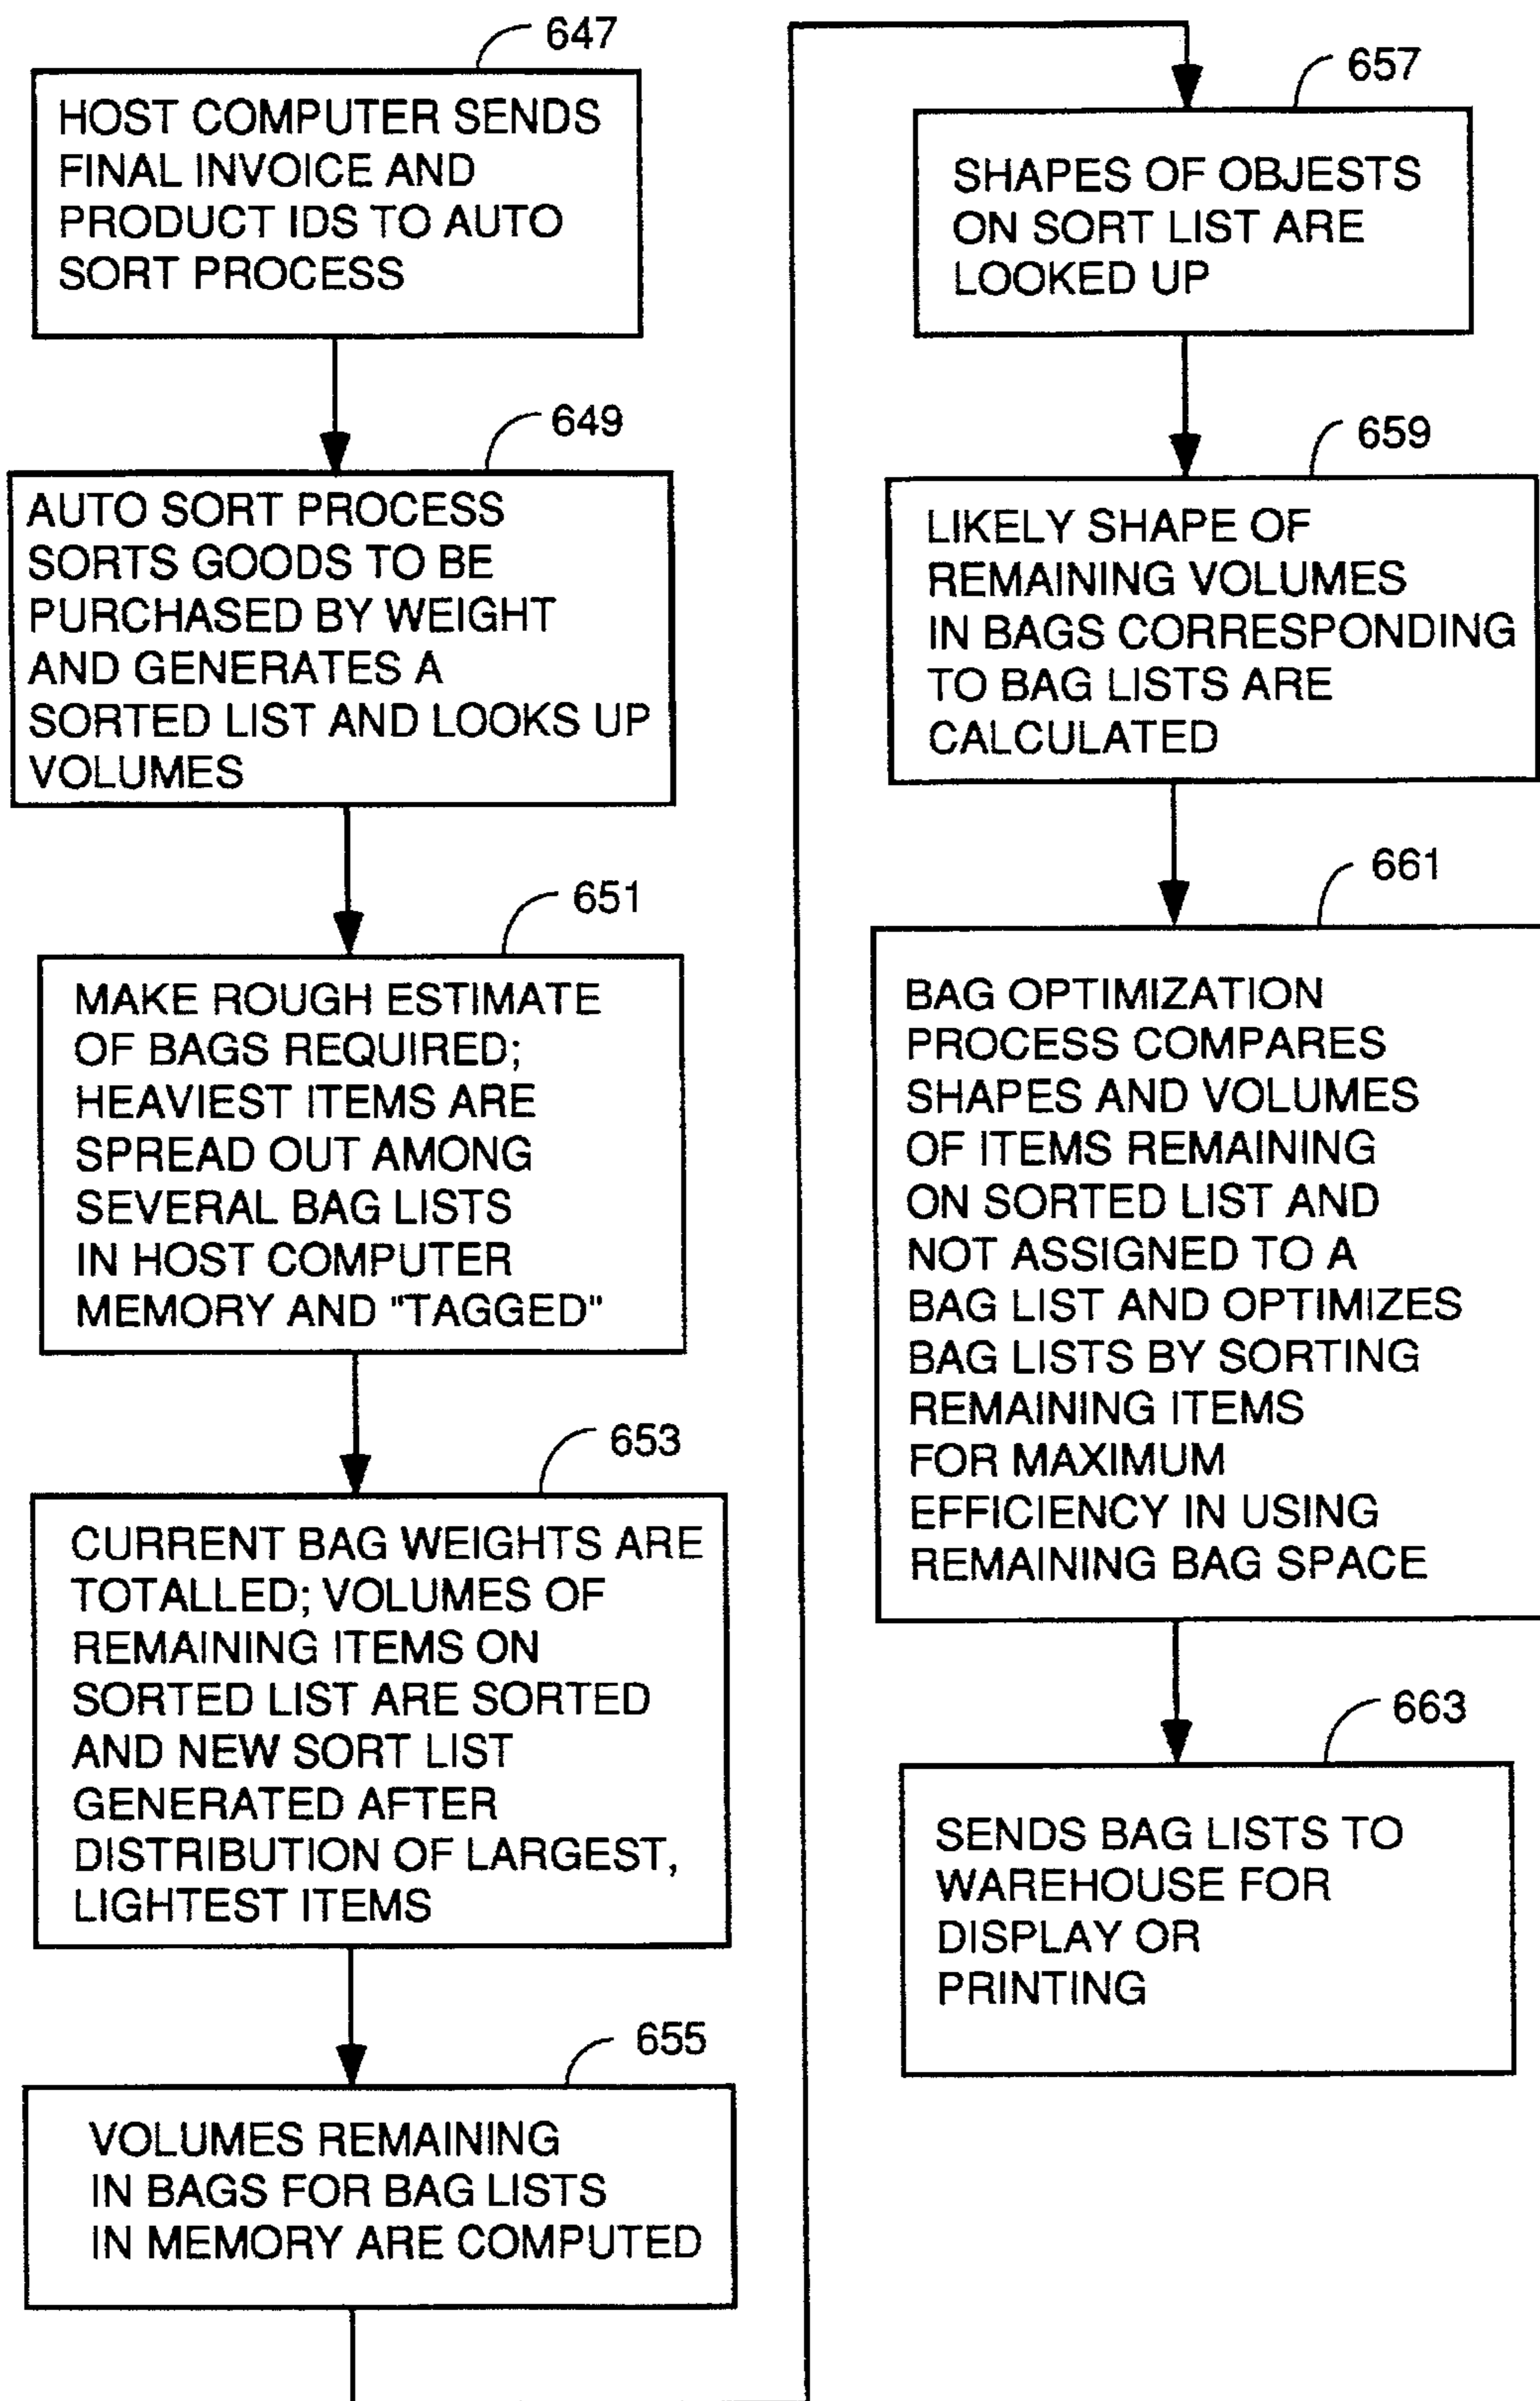 647
HOST COMPUTER SENDS
FINAL INVOICE AND
PRODUCT IDS TO AUTO
SORT PROCESS
649
AUTO SORT PROCESS
SORTS GOODS TO BE
PURCHASED BY WEIGHT
AND GENERATES A
SORTED LIST AND LOOKS UP
VOLUMES
651
MAKE ROUGH ESTIMATE
OF BAGS REQUIRED;
HEAVIEST ITEMS ARE
SPREAD OUT AMONG
SEVERAL BAG LISTS
IN HOST COMPUTER
MEMORY AND "TAGGED"
653
CURRENT BAG WEIGHTS ARE
TOTALLED; VOLUMES OF
REMAINING ITEMS ON
SORTED LIST ARE SORTED
AND NEW SORT LIST
GENERATED AFTER
DISTRIBUTION OF LARGEST,
LIGHTEST ITEMS
655
VOLUMES REMAINING
IN BAGS FOR BAG LISTS
IN MEMORY ARE COMPUTED
657
SHAPES OF OBJESTS
ON SORT LIST ARE
LOOKED UP
659
LIKELY SHAPE OF
REMAINING VOLUMES
IN BAGS CORRESPONDING
TO BAG LISTS ARE
CALCULATED
661
BAG OPTIMIZATION
PROCESS COMPARES
SHAPES AND VOLUMES
OF ITEMS REMAINING
ON SORTED LIST AND
NOT ASSIGNED TO A
BAG LIST AND OPTIMIZES
BAG LISTS BY SORTING
REMAINING ITEMS
FOR MAXIMUM
EFFICIENCY IN USING
REMAINING BAG SPACE
663
SENDS BAG LISTS TO
WAREHOUSE FOR
DISPLAY OR
PRINTING